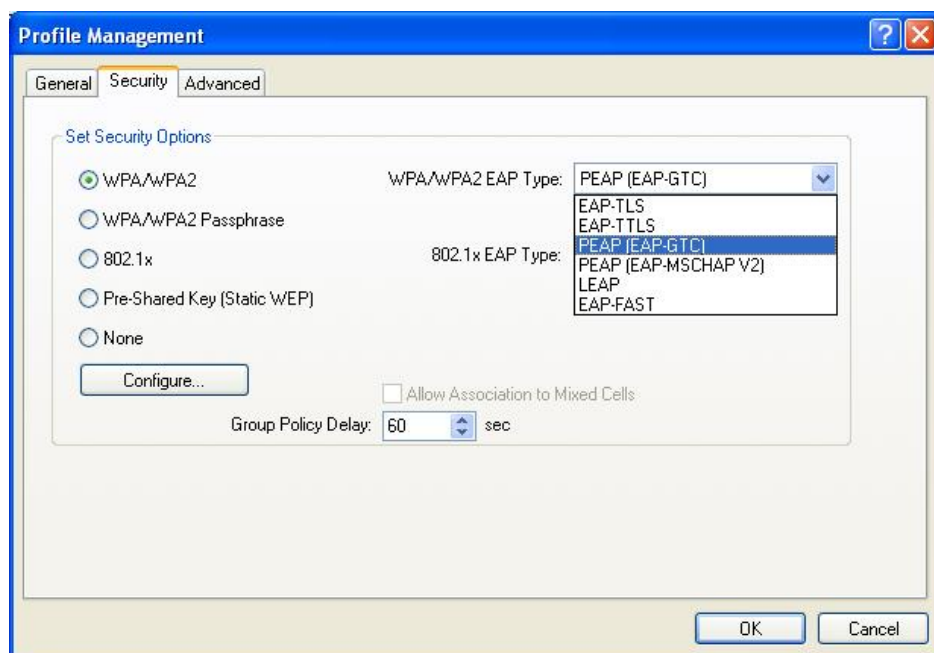 Profile Management
General Security Advanced
Set Security Options
WPA/WPA2 WPA/WPA2 EAP Type: PEAP (EAP-GTC)
EAP-TLS
WPA/WPA2 Passphrase EAP-TTLS
PEAP (EAP-GTC)
802.1x 802.1x EAP Type: PEAP (EAP-MSCHAP V2)
LEAP
Pre-Shared Key (Static WEP) EAP-FAST
None
Configure...
Allow Association to Mixed Cells
Group Policy Delay: 60 sec
OK Cancel